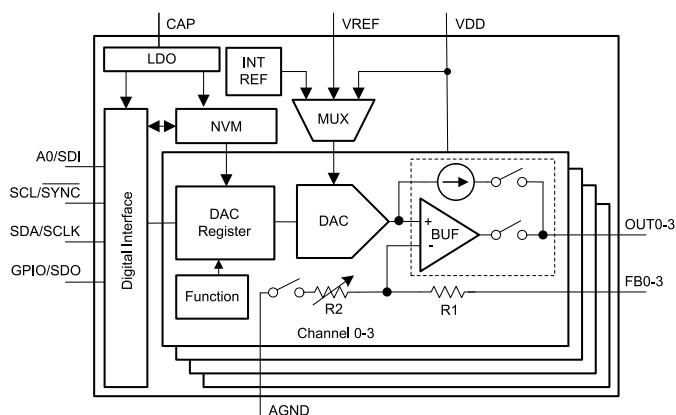 CAP
VREF
VDD
LDO
INT
REF
MUX
NVM
A0/SDI
SCL/SYNC
SDA/SCLK
GPIO/SDO
Digital Interface
DAC
Register
DAC
+
BUF
-
OUT0-3
Function
R2
R1
FB0-3
Channel 0-3
AGND